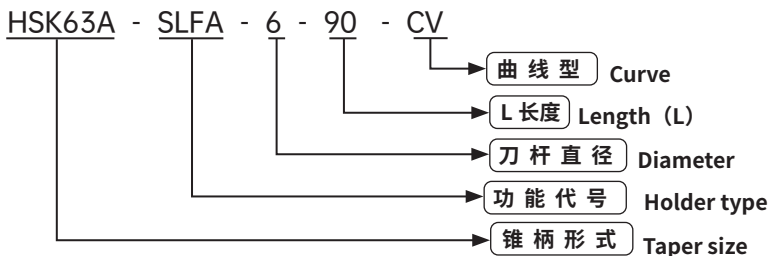 HSK63A - SLFA - 6 - 90 - CV
曲线型 Curve
L 长度 Length（L）
刀杆直径 Diameter
功能代号 Holder type
锥柄形式 Taper size